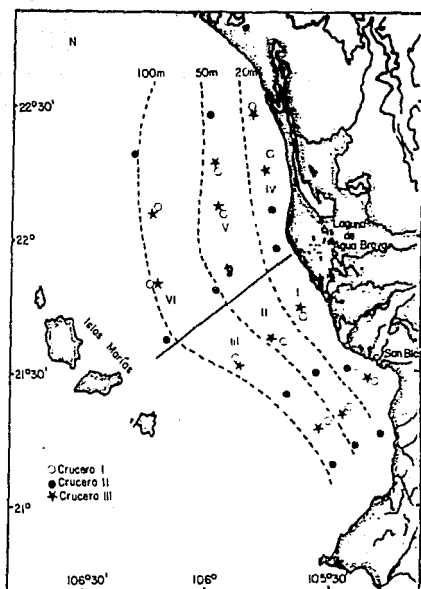 N
100m 50m 20m
22°30'
22°
21°30'
21°
IV
V
VI
I
II
III
Laguna
de
Agua Brava
San Blas
Islas Marías
Crucero I
Crucero II
Crucero III
106°30' 106° 105°30'